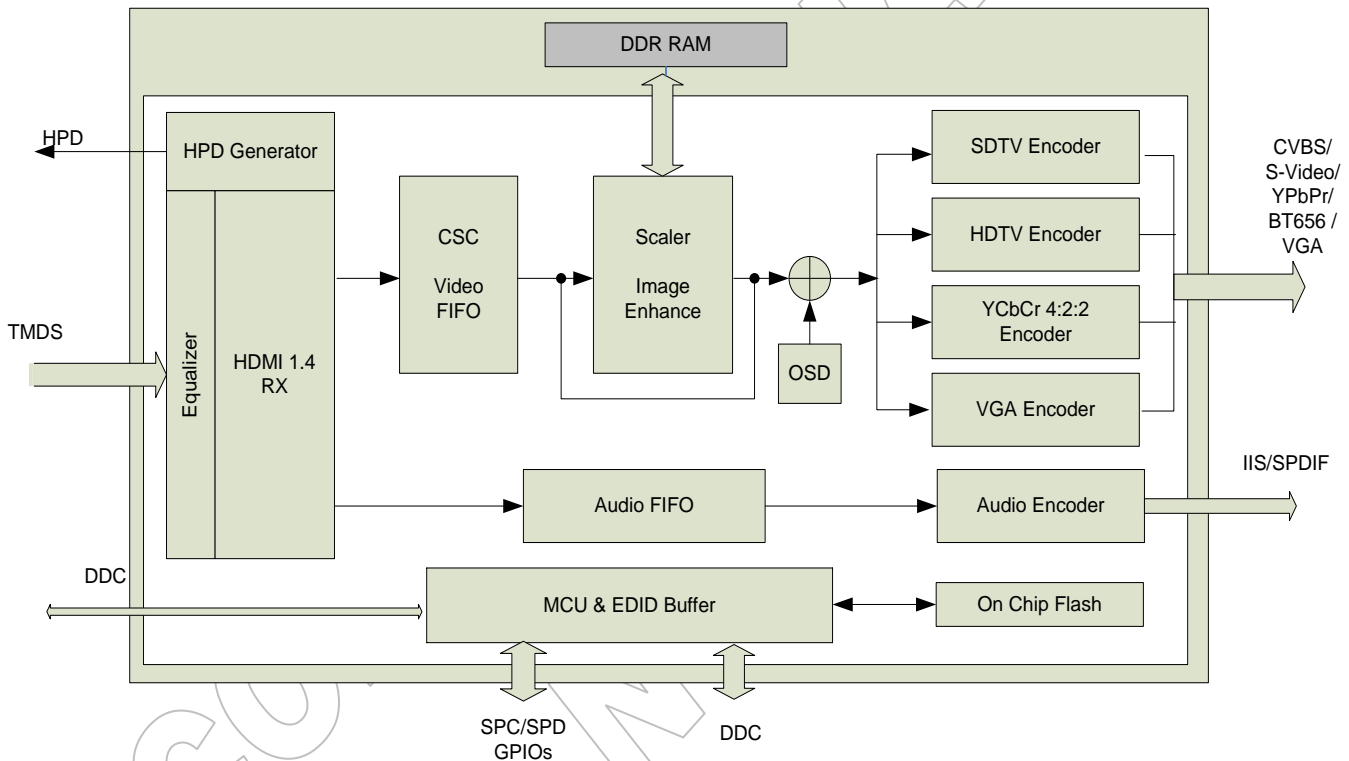 DDR RAM
HPD
HPD Generator
SDTV Encoder
CVBS/
S-Video/
YPbPr/
BT656 /
VGA
CSC
Video
FIFO
Scaler
Image
Enhance
HDTV Encoder
YCbCr 4:2:2
Encoder
TMDS
Equalizer
HDMI 1.4
RX
OSD
VGA Encoder
IIS/SPDIF
Audio FIFO
Audio Encoder
DDC
MCU & EDID Buffer
On Chip Flash
SPC/SPD
GPIOs
DDC